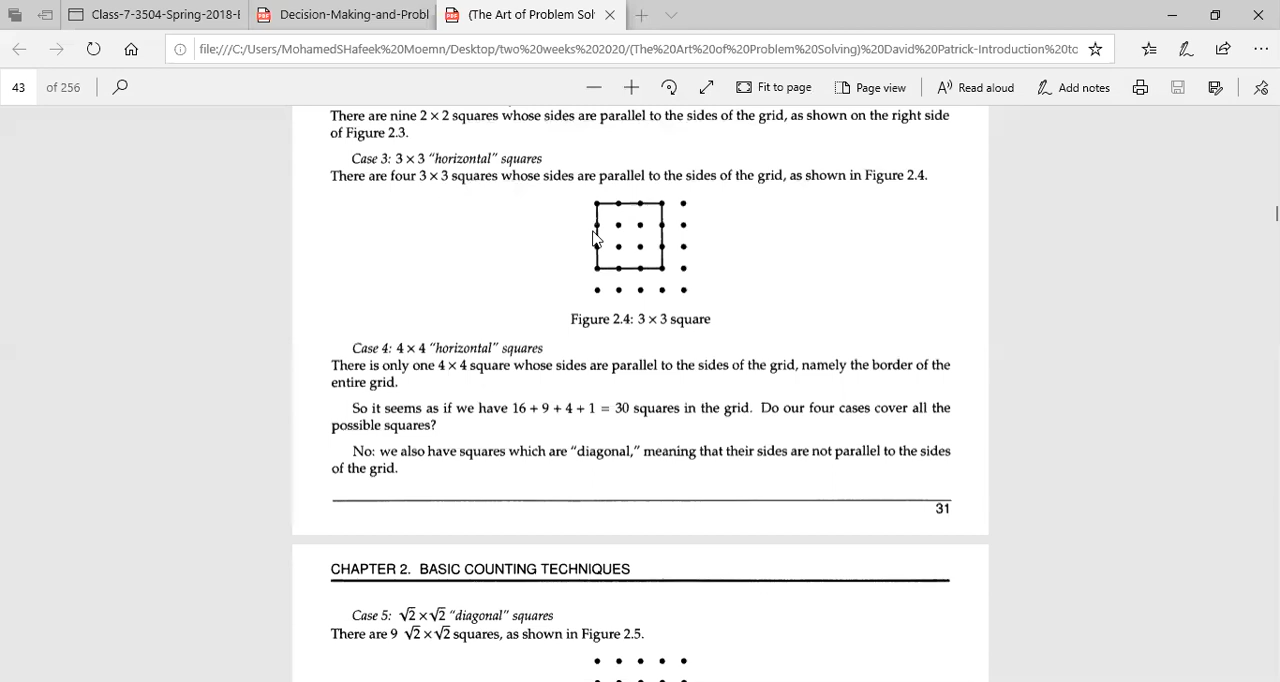 Class-7-3504-Spring-2018-I
Decision-Making-and-Probl
(The Art of Problem Sol
file:///C:/Users/MohamedSHafeek%20Moemn/Desktop/two%20weeks%202020/(The%20Art%20of%20Problem%20Solving)%20David%20Patrick-Introduction%20to
43 of 256
Fit to page
Page view
Read aloud
Add notes
There are nine 2 × 2 squares whose sides are parallel to the sides of the grid, as shown on the right side
of Figure 2.3.
Case 3: 3 × 3 "horizontal" squares
There are four 3 × 3 squares whose sides are parallel to the sides of the grid, as shown in Figure 2.4.
Figure 2.4: 3 × 3 square
Case 4: 4 × 4 "horizontal" squares
There is only one 4 × 4 square whose sides are parallel to the sides of the grid, namely the border of the
entire grid.
So it seems as if we have 16 + 9 + 4 + 1 = 30 squares in the grid. Do our four cases cover all the
possible squares?
No: we also have squares which are "diagonal," meaning that their sides are not parallel to the sides
of the grid.
31
CHAPTER 2. BASIC COUNTING TECHNIQUES
Case 5: √2 × √2 "diagonal" squares
There are 9 √2 × √2 squares, as shown in Figure 2.5.